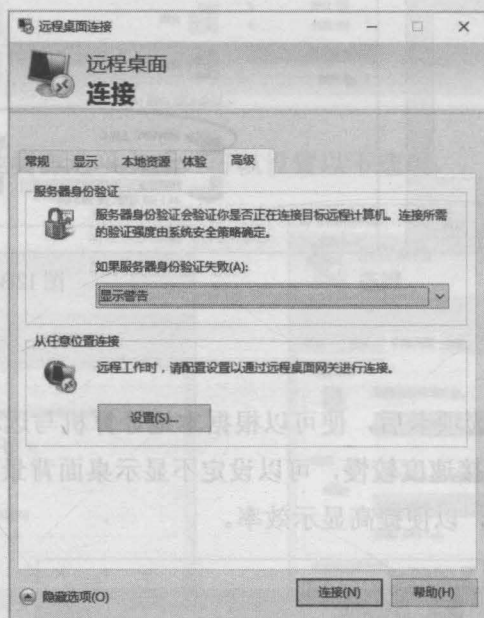 远程桌面连接
远程桌面
连接
常规 显示 本地资源 体验 高级
服务器身份验证
服务器身份验证会验证你是否正在连接目标远程计算机。连接所需
的验证强度由系统安全策略确定。
如果服务器身份验证失败(A):
显示警告
从任意位置连接
远程工作时，请配置设置以通过远程桌面网关进行连接。
设置(S)...
隐藏选项(O)
连接(N)
帮助(H)